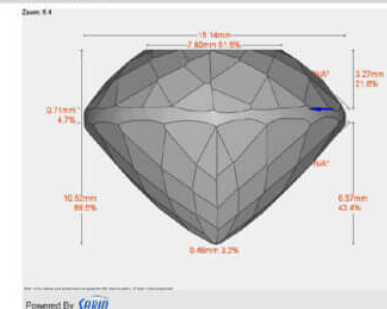 Zoom: X 4
15.14mm
7.80mm 51.5%
N/A°
3.27mm
21.6%
0.71mm
4.7%
N/A°
10.52mm
69.5%
6.57mm
43.4%
0.48mm 3.2%
Powered By SARIN